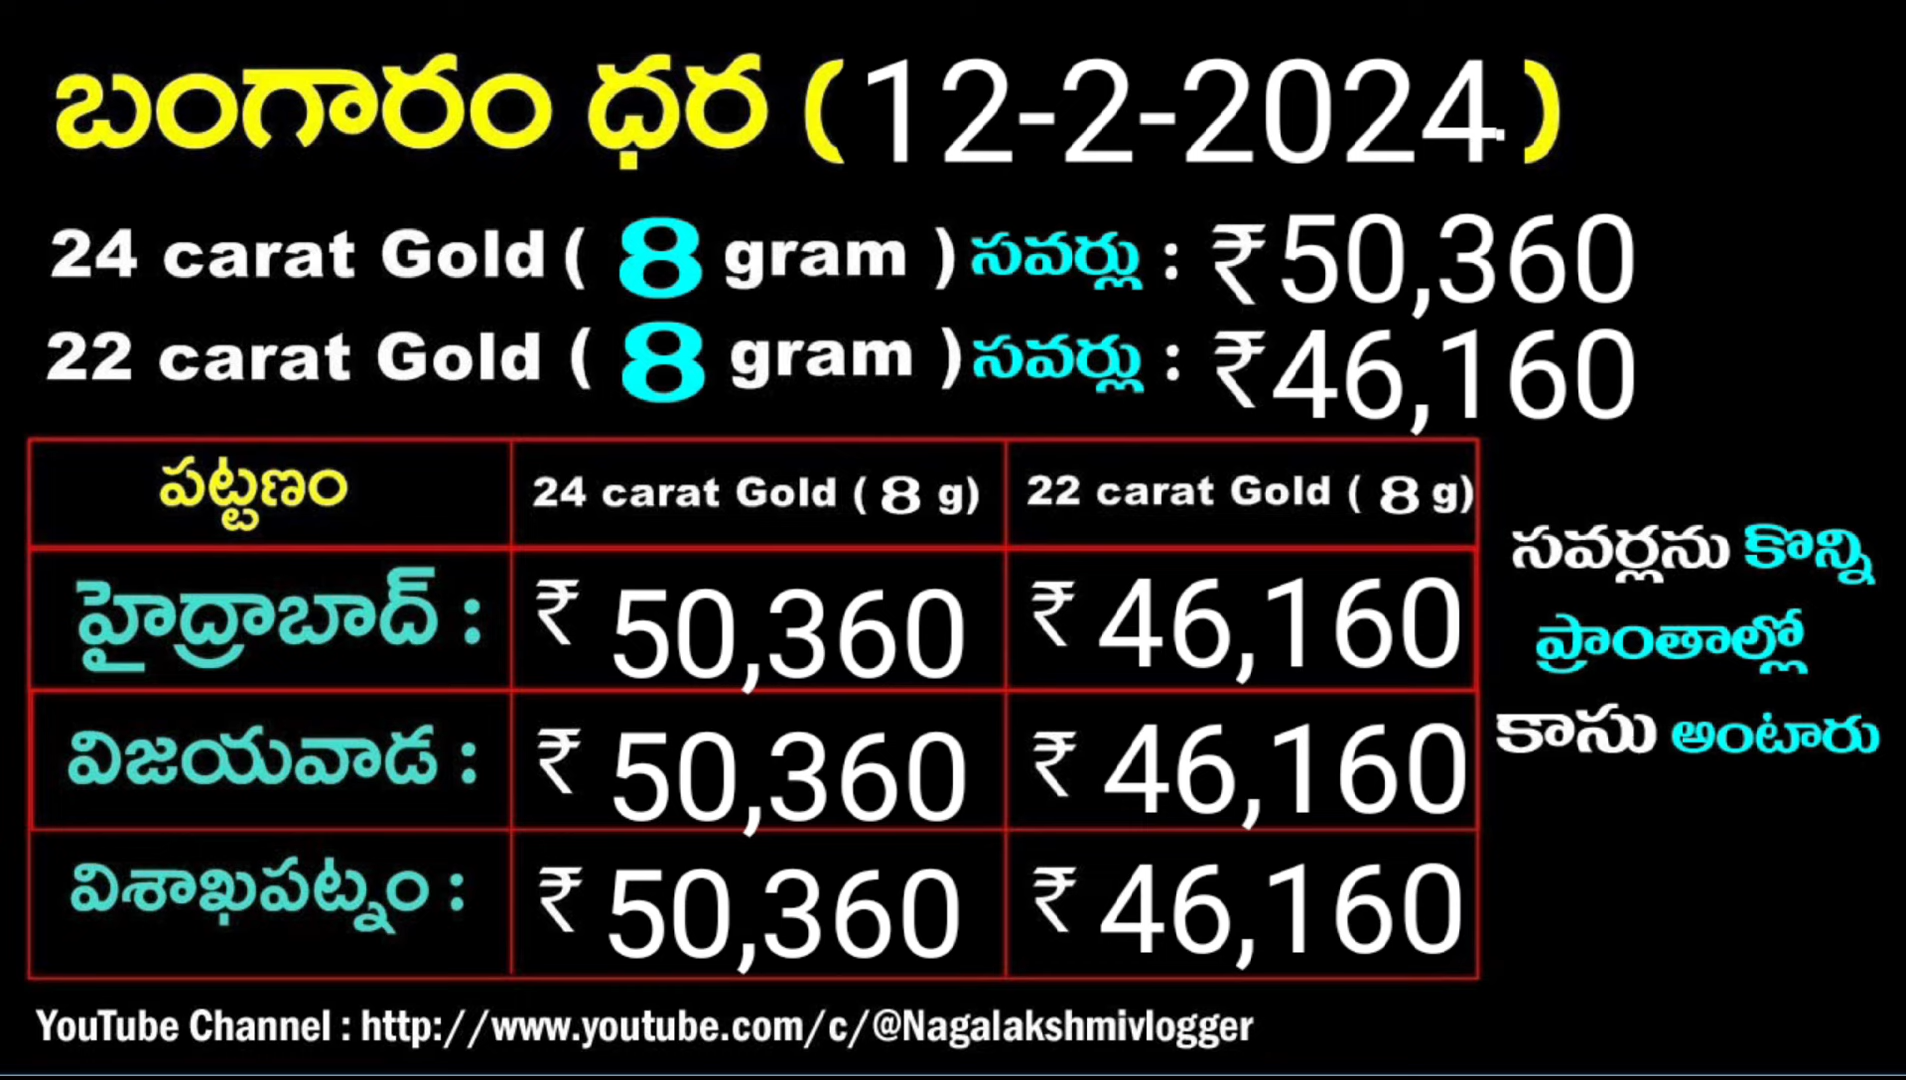 బంగారం ధర (12-2-2024)
24 carat Gold ( 8 gram ) సవర్లు : ₹50,360
22 carat Gold ( 8 gram ) సవర్లు : ₹46,160
పట్టణం 24 carat Gold ( 8 g) 22 carat Gold ( 8 g)
హైద్రాబాద్ : ₹ 50,360 ₹ 46,160
విజయవాడ : ₹ 50,360 ₹ 46,160
విశాఖపట్నం : ₹ 50,360 ₹ 46,160
సవర్లను కొన్ని
ప్రాంతాల్లో
కాసు అంటారు
YouTube Channel : http://www.youtube.com/c/@Nagalakshmivlogger